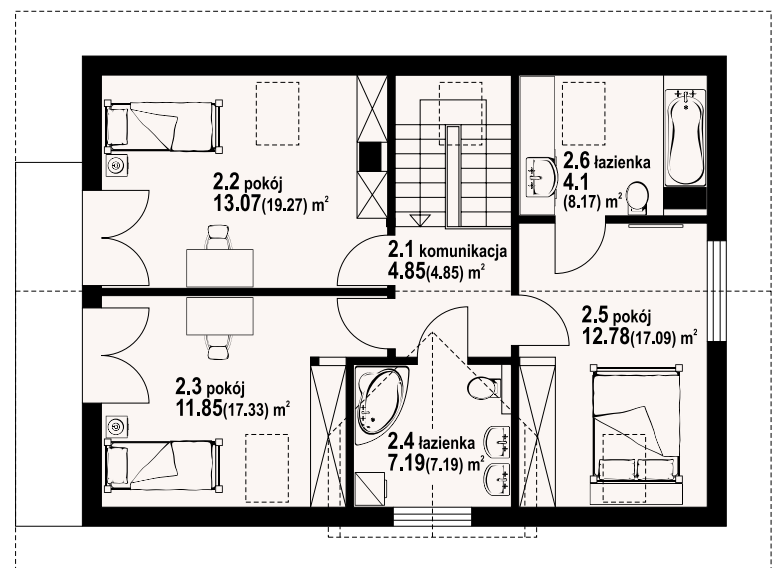 2.2 pokój
13.07(19.27) m²
2.6 łazienka
4.1
(8.17) m²
2.1 komunikacja
4.85(4.85) m²
2.5 pokój
12.78(17.09) m²
2.3 pokój
11.85(17.33) m²
2.4 łazienka
7.19(7.19) m²